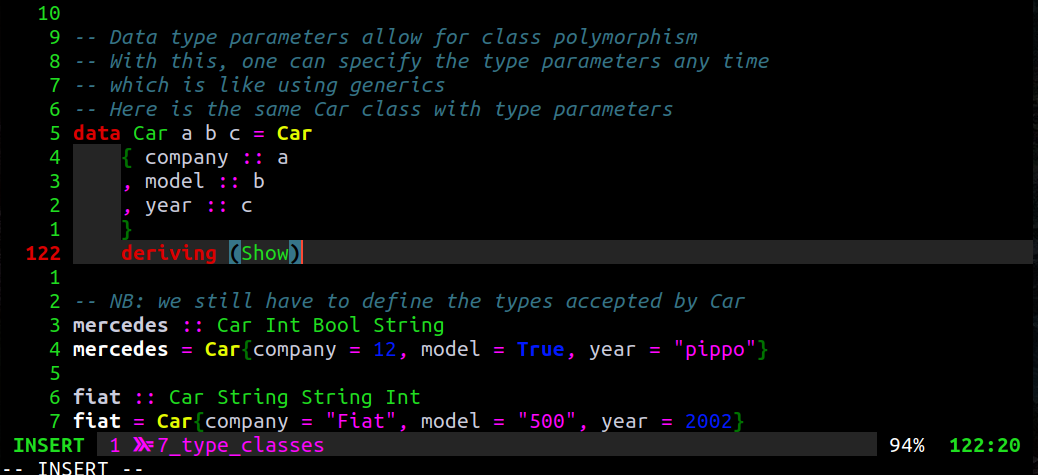 10
9 -- Data type parameters allow for class polymorphism
8 -- With this, one can specify the type parameters any time
7 -- which is like using generics
6 -- Here is the same Car class with type parameters
5 data Car a b c = Car
4     { company :: a
3     , model :: b
2     , year :: c
1     }
122     deriving (Show)
1
2 -- NB: we still have to define the types accepted by Car
3 mercedes :: Car Int Bool String
4 mercedes = Car{company = 12, model = True, year = "pippo"}
5
6 fiat :: Car String String Int
7 fiat = Car{company = "Fiat", model = "500", year = 2002}
INSERT 1 7_type_classes 94% 122:20
-- INSERT --